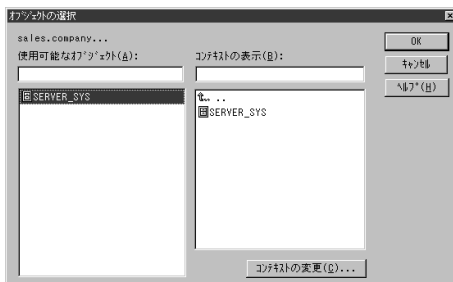 ｵﾌﾞｼﾞｪｸﾄの選択
sales.company...
使用可能なｵﾌﾞｼﾞｪｸﾄ(A):
ｺﾝﾃｷｽﾄの表示(B):
OK
ｷｬﾝｾﾙ
ﾍﾙﾌﾟ(H)
SERVER_SYS
..
SERVER_SYS
ｺﾝﾃｷｽﾄの変更(C)...